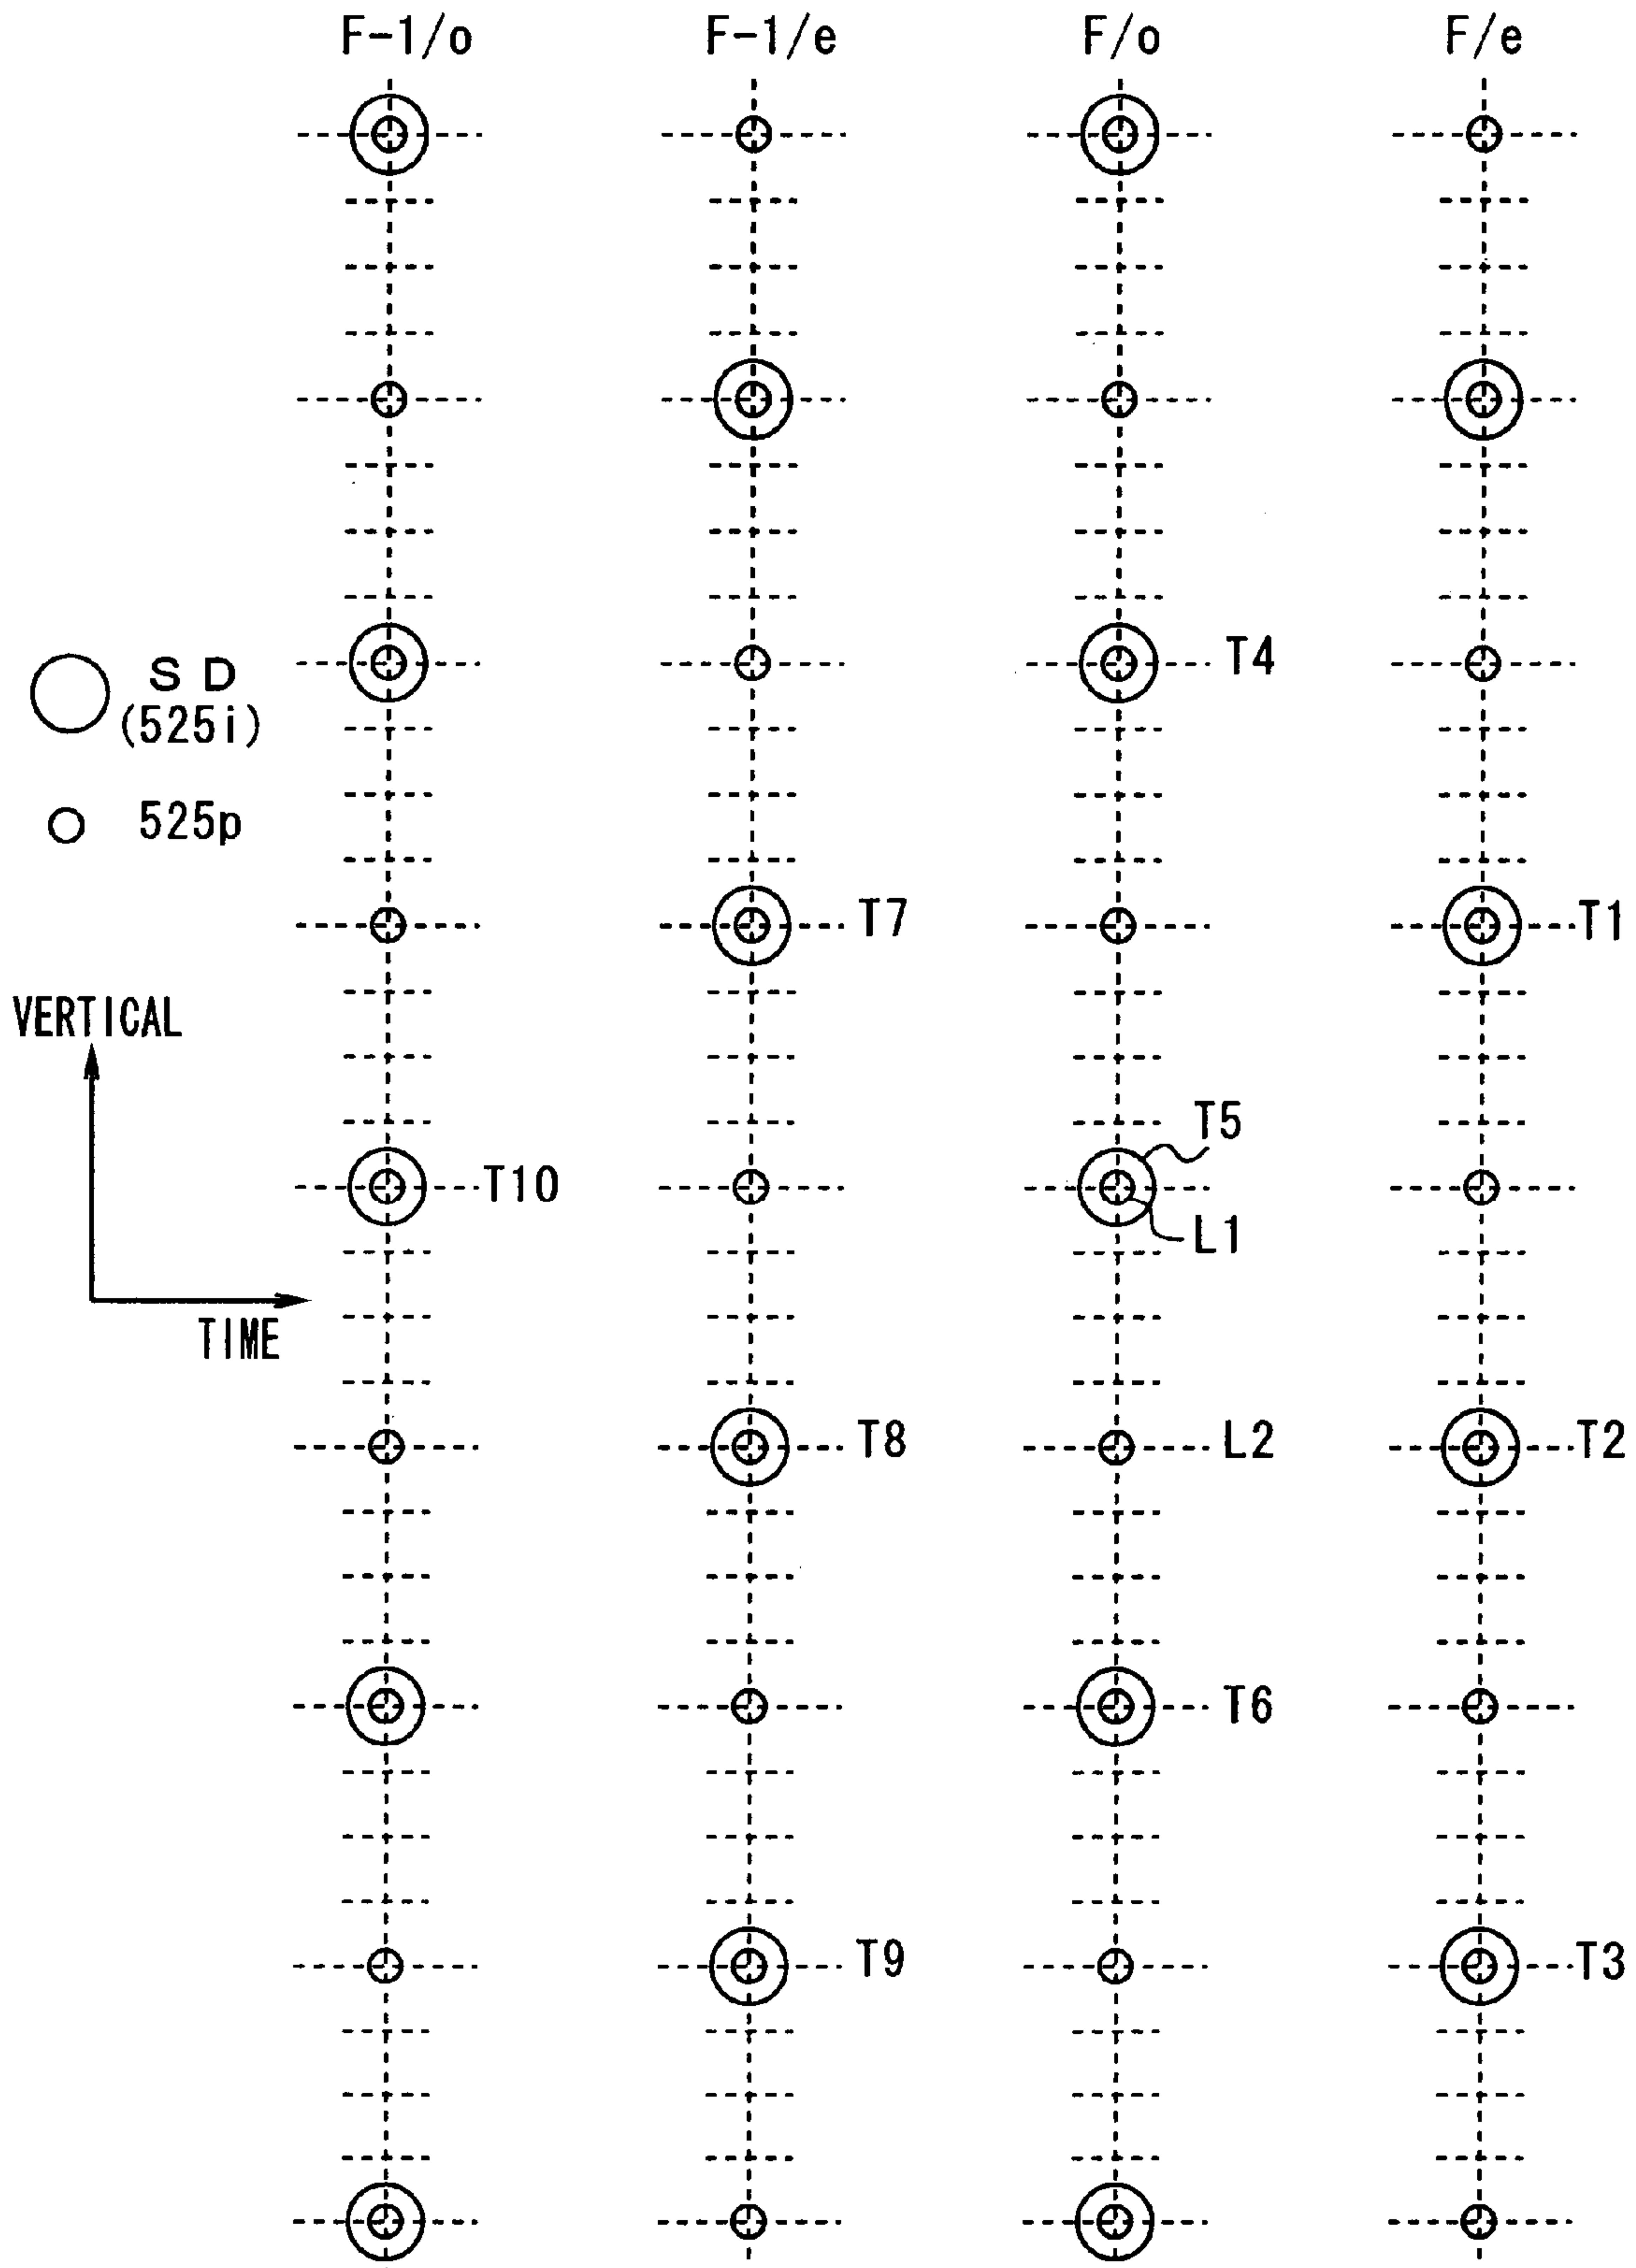 F-1/o F-1/e F/o F/e
T4
S D
(525i)
525p
T7 T1
VERTICAL
T5
T10
L1
TIME
T8 L2 T2
T6
T9 T3